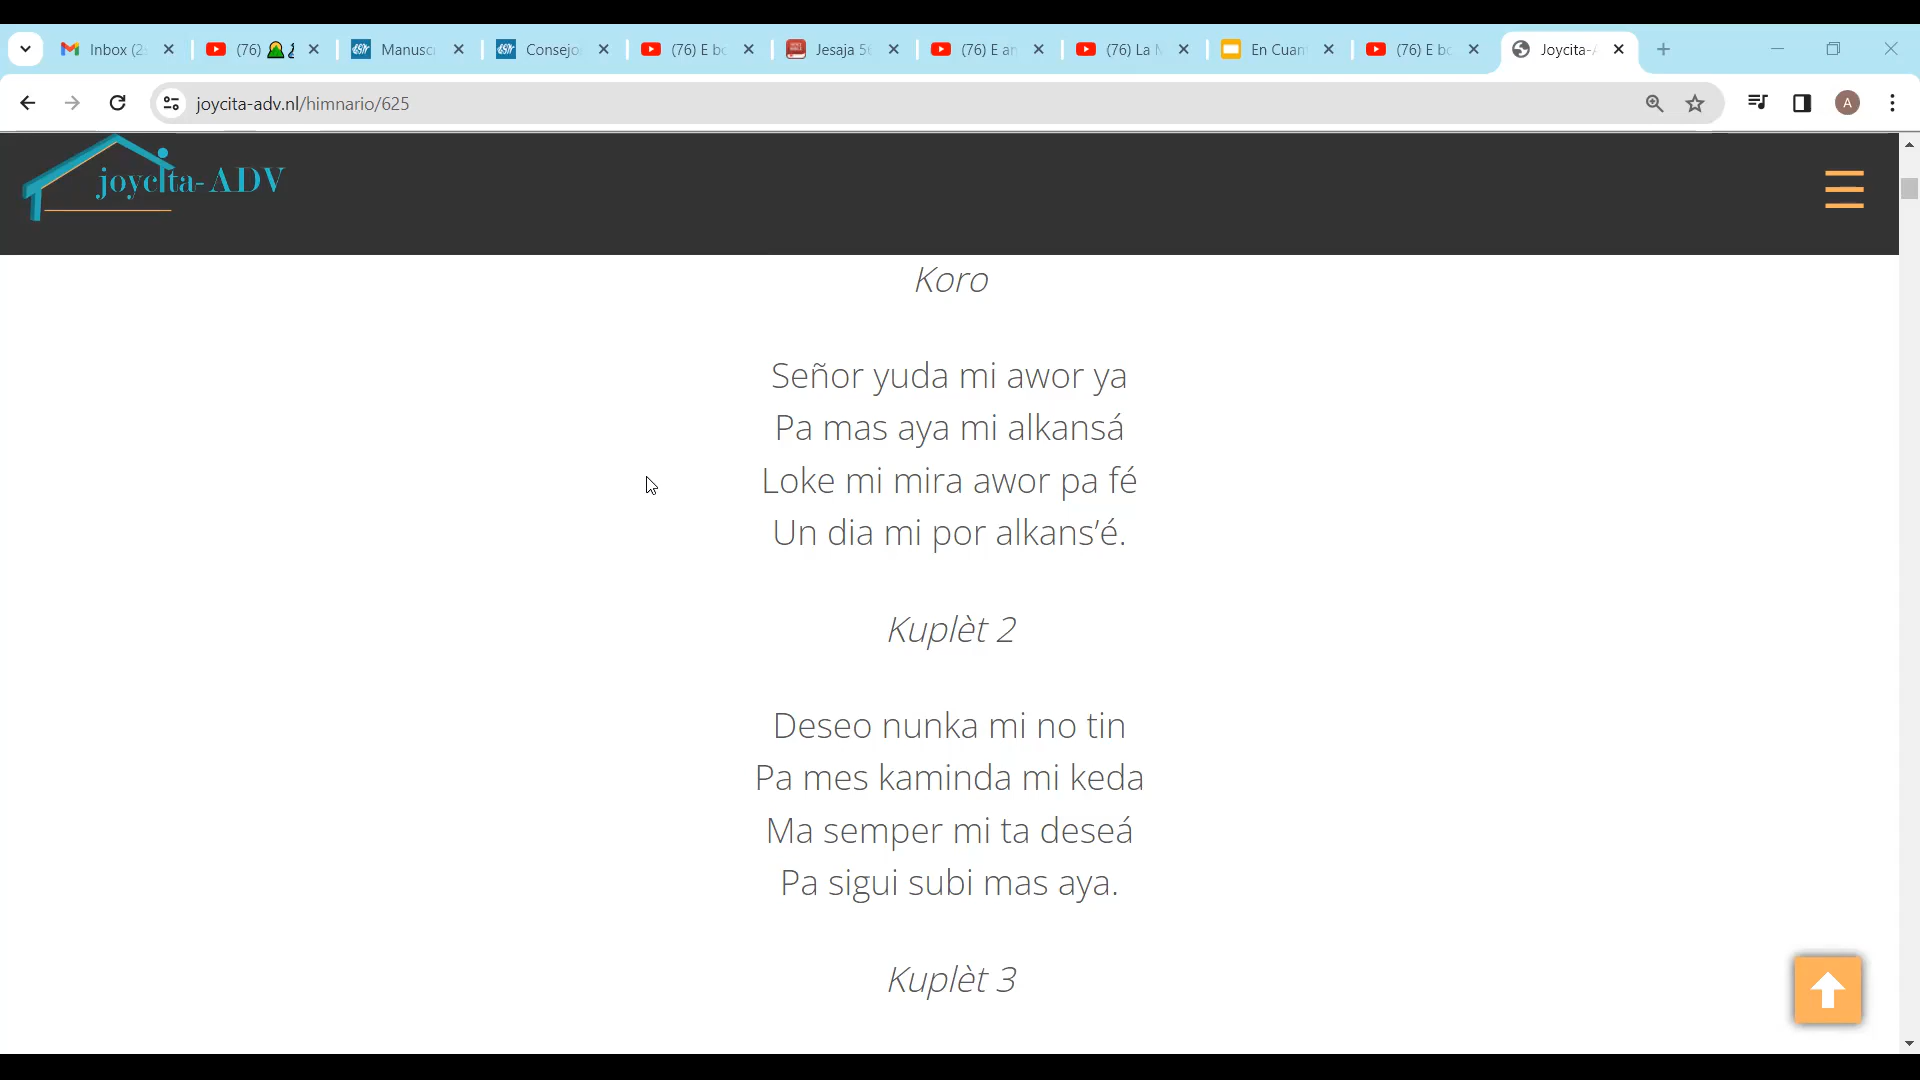 Inbox (2
(76)
Manusc
Consejo
(76) E bo
Jesaja 5
(76) E an
(76) La
En Cuan
(76) E bo
Joycita-A
joycita-adv.nl/himnario/625
A
joycita-ADV
Koro
Señor yuda mi awor ya
Pa mas aya mi alkansá
Loke mi mira awor pa fé
Un dia mi por alkans’é.
Kuplèt 2
Deseo nunka mi no tin
Pa mes kaminda mi keda
Ma semper mi ta deseá
Pa sigui subi mas aya.
Kuplèt 3